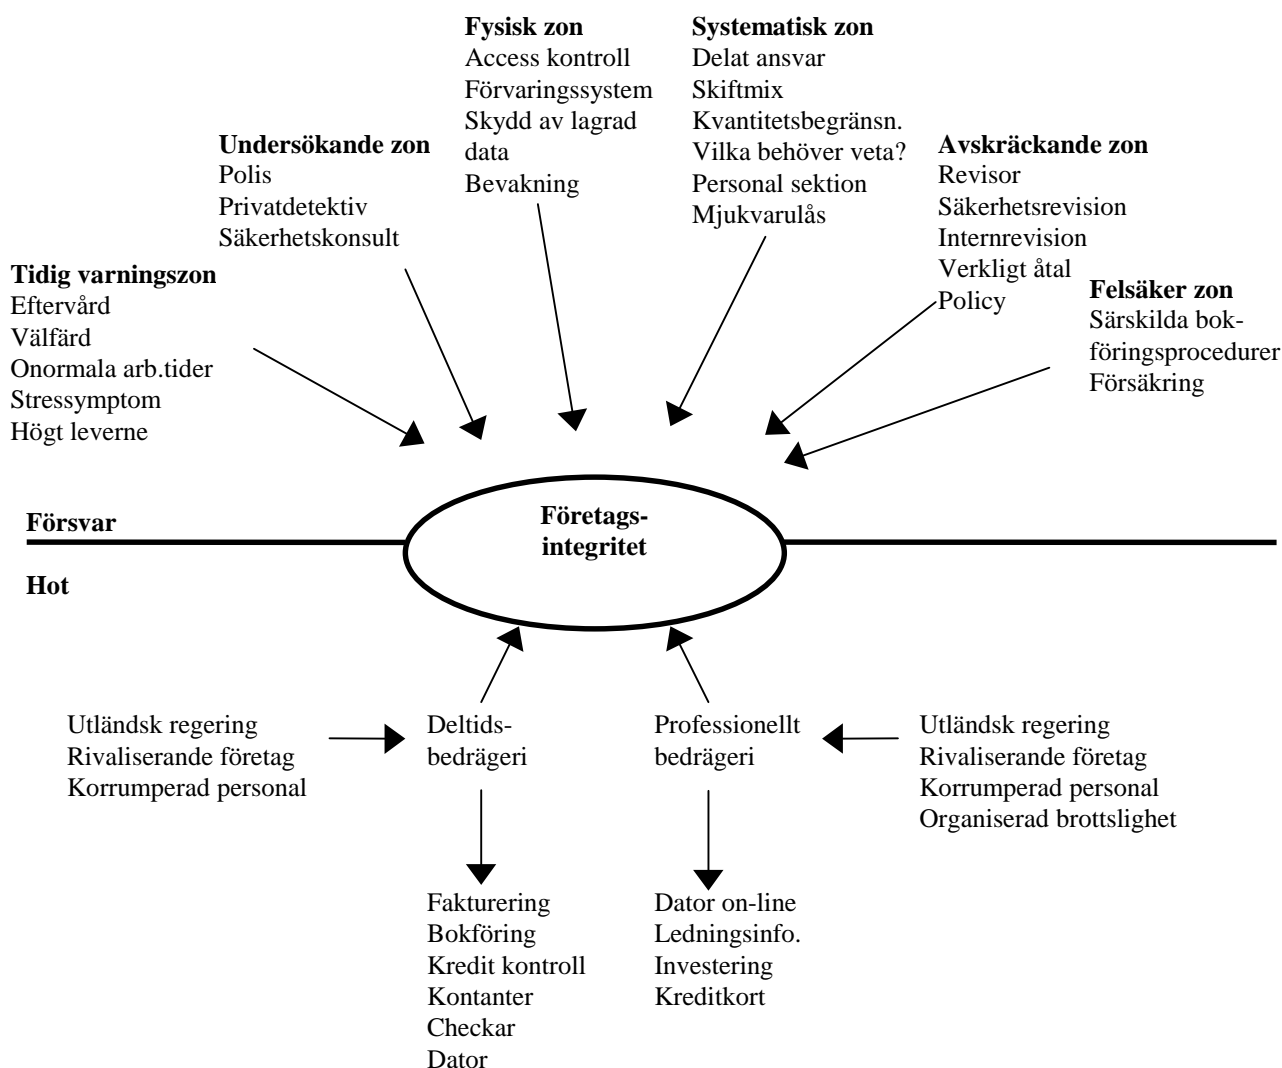 Fysisk zon
Access kontroll
Förvaringssystem
Skydd av lagrad
data
Bevakning
Systematisk zon
Delat ansvar
Skiftmix
Kvantitetsbegränsn.
Vilka behöver veta?
Personal sektion
Mjukvarulås
Undersökande zon
Polis
Privatdetektiv
Säkerhetskonsult
Avskräckande zon
Revisor
Säkerhetsrevision
Internrevision
Verkligt åtal
Policy
Tidig varningszon
Eftervård
Välfärd
Onormala arb.tider
Stressymptom
Högt leverne
Felsäker zon
Särskilda bok-
föringsprocedurer
Försäkring
Försvar
Företags-
integritet
Hot
Utländsk regering
Rivaliserande företag
Korrumperad personal
Deltids-
bedrägeri
Professionellt
bedrägeri
Utländsk regering
Rivaliserande företag
Korrumperad personal
Organiserad brottslighet
Fakturering
Bokföring
Kredit kontroll
Kontanter
Checkar
Dator
Dator on-line
Ledningsinfo.
Investering
Kreditkort